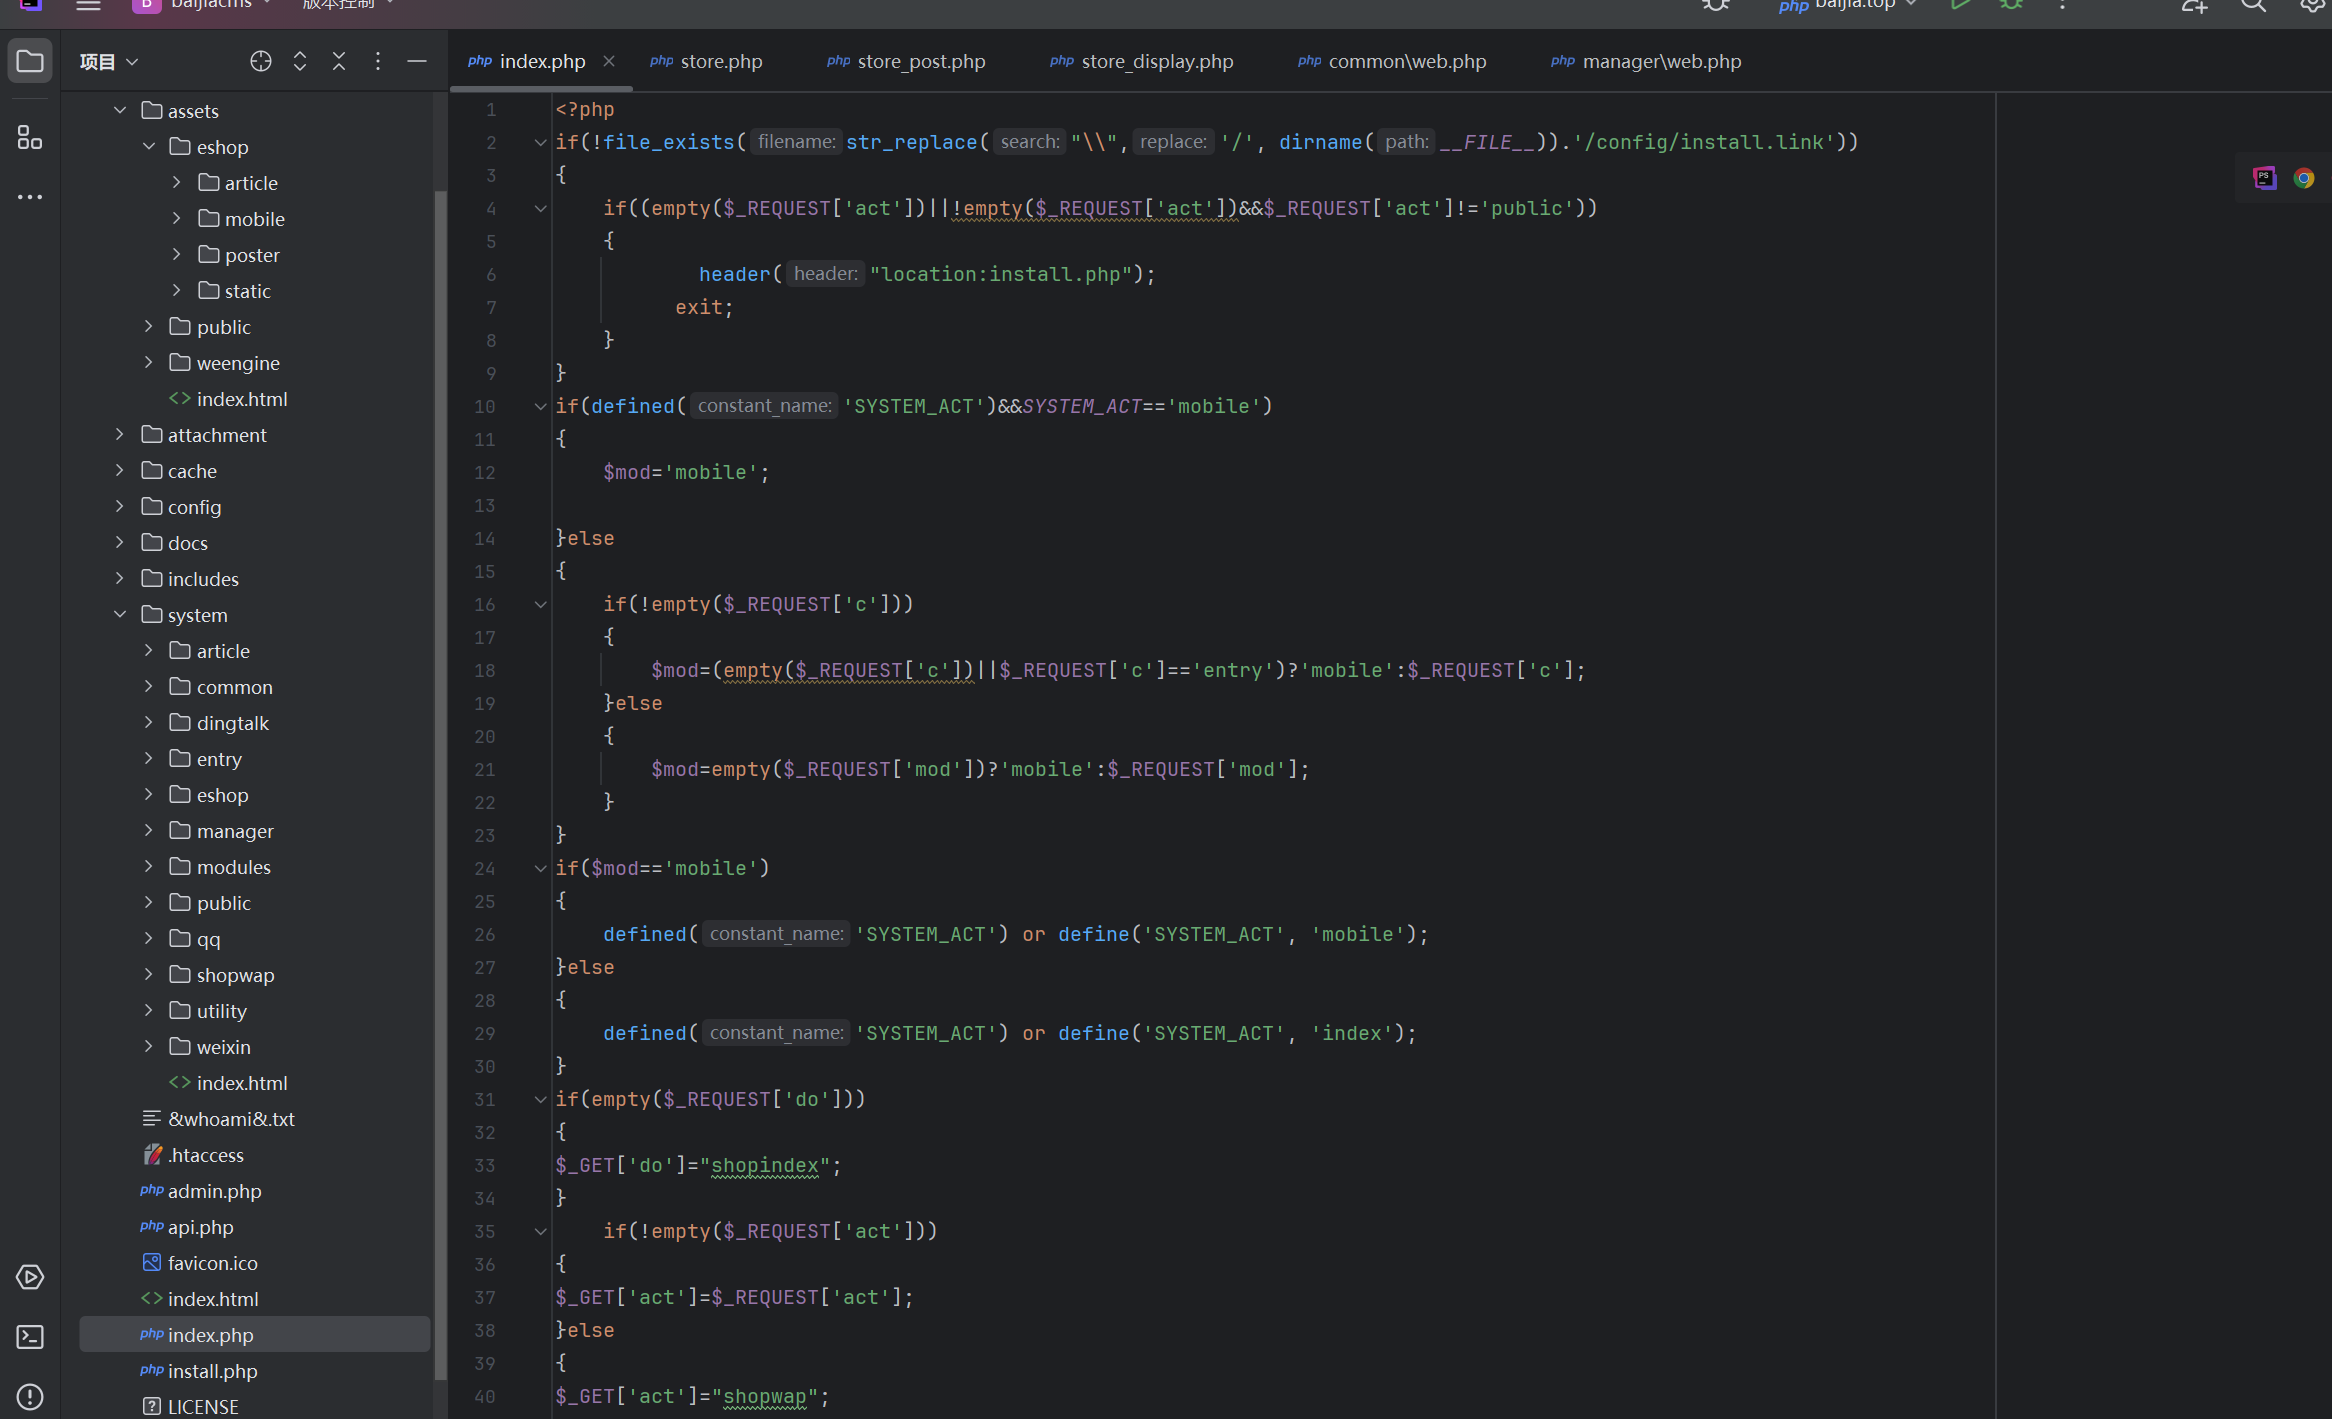 B baijiacms 版本控制 php baijia.top
项目
index.php store.php store_post.php store_display.php common\web.php manager\web.php
assets
eshop
article
mobile
poster
static
public
weengine
index.html
attachment
cache
config
docs
includes
system
article
common
dingtalk
entry
eshop
manager
modules
public
qq
shopwap
utility
weixin
index.html
&whoami&.txt
.htaccess
php admin.php
php api.php
favicon.ico
index.html
php index.php
php install.php
LICENSE
1 <?php
2 if(!file_exists( filename: str_replace( search: "\\", replace: '/', dirname( path: __FILE__)).'/config/install.link'))
3 {
4 if((empty($_REQUEST['act'])||!empty($_REQUEST['act'])&&$_REQUEST['act']!='public'))
5 {
6 header( header: "location:install.php");
7 exit;
8 }
9 }
10 if(defined( constant_name: 'SYSTEM_ACT')&&SYSTEM_ACT=='mobile')
11 {
12 $mod='mobile';
13
14 }else
15 {
16 if(!empty($_REQUEST['c']))
17 {
18 $mod=(empty($_REQUEST['c'])||$_REQUEST['c']=='entry')?'mobile':$_REQUEST['c'];
19 }else
20 {
21 $mod=empty($_REQUEST['mod'])?'mobile':$_REQUEST['mod'];
22 }
23 }
24 if($mod=='mobile')
25 {
26 defined( constant_name: 'SYSTEM_ACT') or define('SYSTEM_ACT', 'mobile');
27 }else
28 {
29 defined( constant_name: 'SYSTEM_ACT') or define('SYSTEM_ACT', 'index');
30 }
31 if(empty($_REQUEST['do']))
32 {
33 $_GET['do']="shopindex";
34 }
35 if(!empty($_REQUEST['act']))
36 {
37 $_GET['act']=$_REQUEST['act'];
38 }else
39 {
40 $_GET['act']="shopwap";